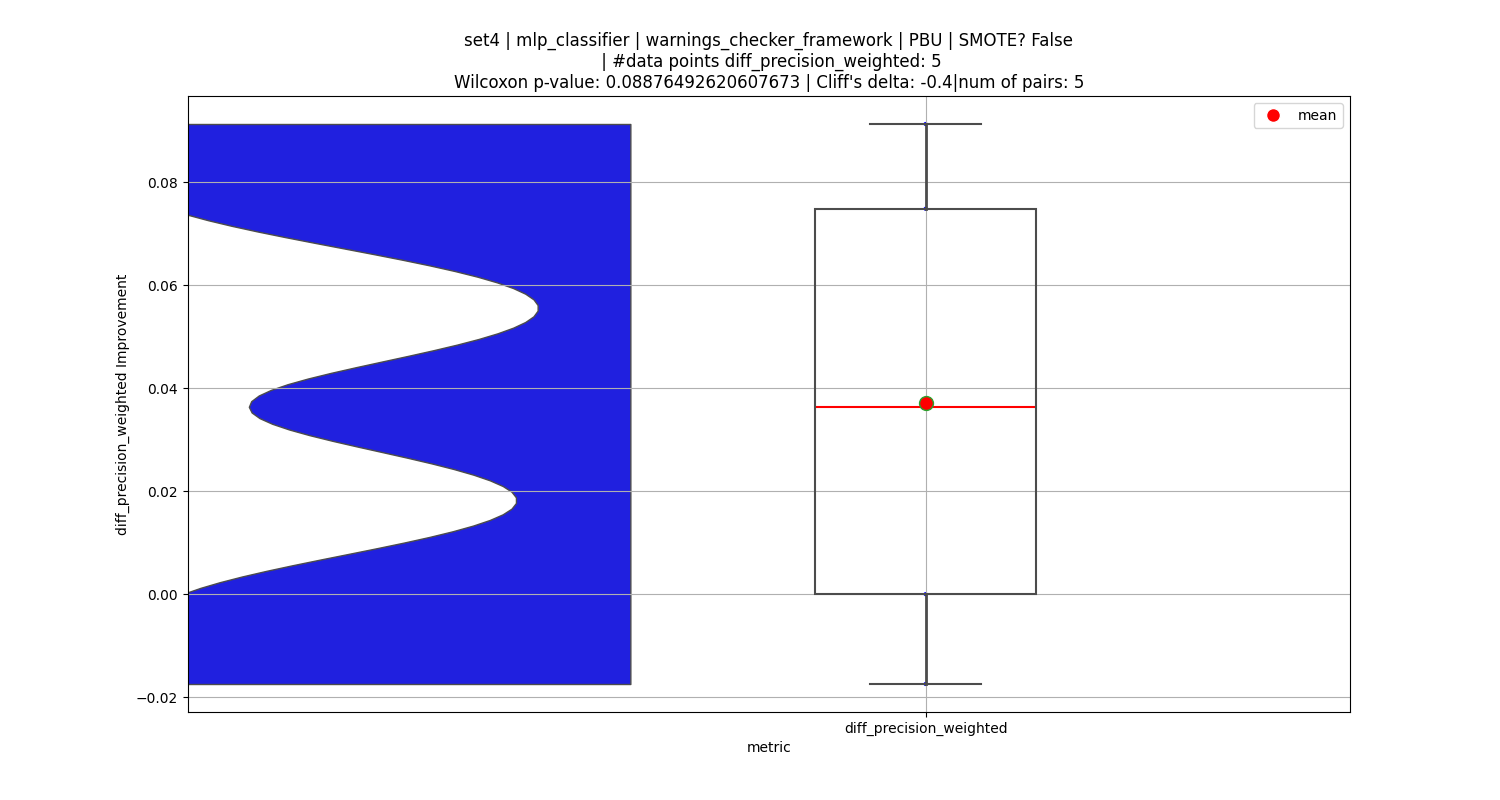 set4 | mlp_classifier | warnings_checker_framework | PBU | SMOTE? False
| #data points diff_precision_weighted: 5
Wilcoxon p-value: 0.08876492620607673 | Cliff's delta: -0.4|num of pairs: 5
mean
0.08
0.06
0.04
0.02
0.00
−0.02
diff_precision_weighted Improvement
diff_precision_weighted
metric